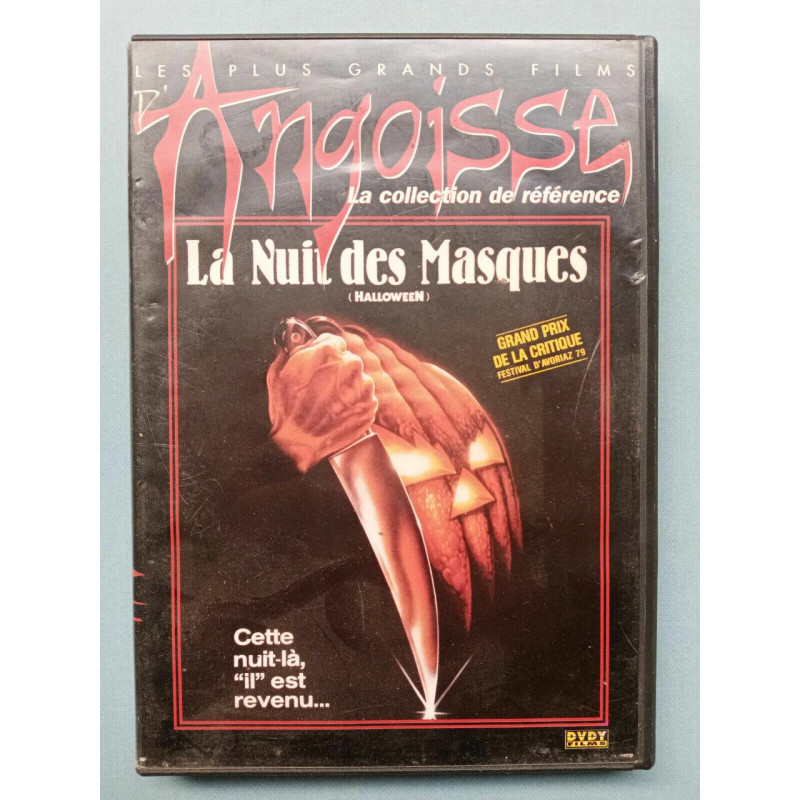 LES PLUS GRANDS FILMS
D'Angoisse
La collection de référence
La Nuit des Masques
(HALLOWEEN)
GRAND PRIX
DE LA CRITIQUE
FESTIVAL D'AVORIAZ 79
Cette
nuit-là,
"il" est
revenu...
DVDY
FILMS